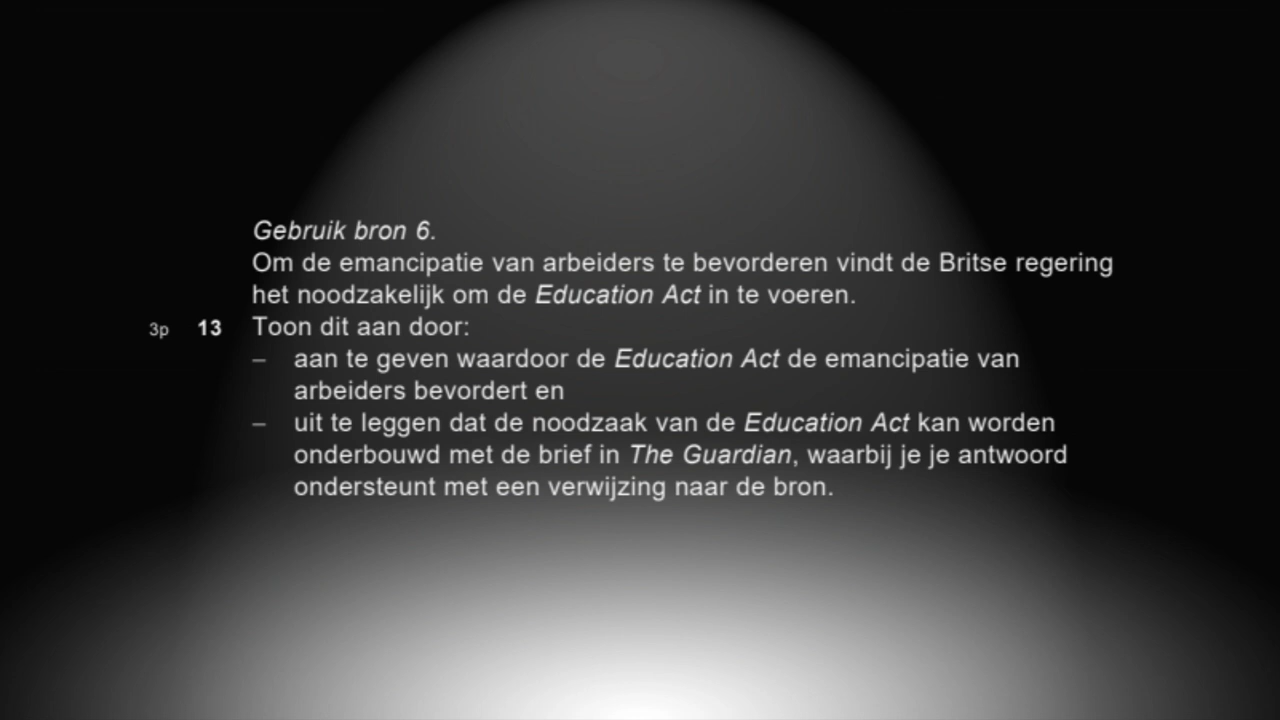 Gebruik bron 6.
Om de emancipatie van arbeiders te bevorderen vindt de Britse regering
het noodzakelijk om de Education Act in te voeren.
3p 13 Toon dit aan door:
– aan te geven waardoor de Education Act de emancipatie van
arbeiders bevordert en
– uit te leggen dat de noodzaak van de Education Act kan worden
onderbouwd met de brief in The Guardian, waarbij je je antwoord
ondersteunt met een verwijzing naar de bron.